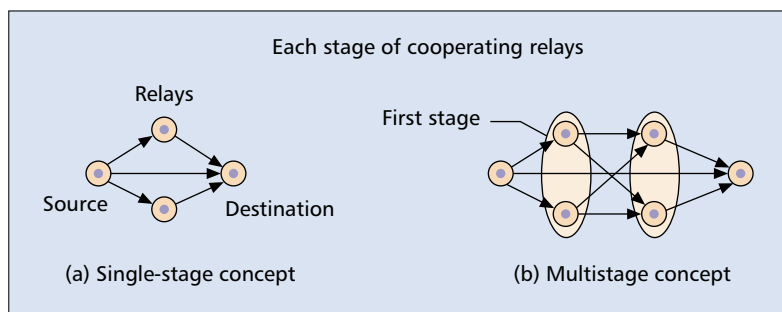 Each stage of cooperating relays
Relays
Source
Destination
(a) Single-stage concept
First stage
(b) Multistage concept